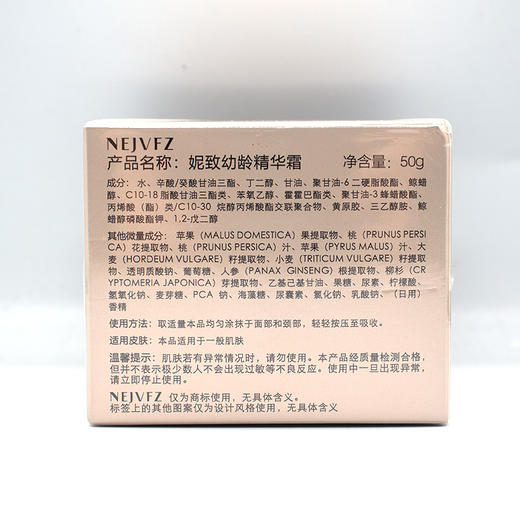 NEJVFZ
产品名称：妮致幼龄精华霜 净含量：50g
成分：水、辛酸/癸酸甘油三酯、丁二醇、甘油、聚甘油-6 二硬脂酸酯、鲸蜡
醇、C10-18 脂酸甘油三酯类、苯氧乙醇、霍霍巴酯类、聚甘油-3 蜂蜡酸酯、
丙烯酸（酯）类/C10-30 烷醇丙烯酸酯交联聚合物、黄原胶、三乙醇胺、鲸
蜡醇磷酸酯钾、1,2-戊二醇
其他微量成分：苹果（MALUS DOMESTICA）果提取物、桃（PRUNUS PERSI
CA）花提取物、桃（PRUNUS PERSICA）汁、苹果（PYRUS MALUS）汁、大
麦（HORDEUM VULGARE）籽提取物、小麦（TRITICUM VULGARE）籽提取
物、透明质酸钠、葡萄糖、人参（PANAX GINSENG）根提取物、柳杉（CR
YPTOMERIA JAPONICA）芽提取物、乙基己基甘油、果糖、尿素、柠檬酸、
氢氧化钠、麦芽糖、PCA 钠、海藻糖、尿囊素、氯化钠、乳酸钠、（日用）
香精
使用方法：取适量本品均匀涂抹于面部和颈部，轻轻按压至吸收。
适用皮肤：本品适用于一般肌肤
温馨提示：肌肤若有异常情况时，请勿使用。本产品经质量检测合格，
但并不表示极少数人不会出现过敏等不良反应。使用中一旦出现异常，
请立即停止使用。
NEJVFZ 仅为商标使用，无具体含义。
标签上的其他图案仅为设计风格使用，无具体含义。